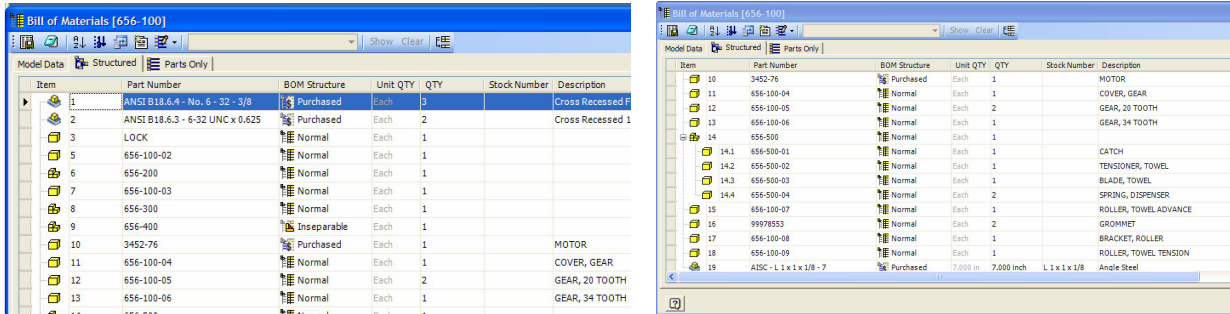 Bill of Materials [656-100]
Show Clear
Model Data Structured Parts Only
Item Part Number BOM Structure Unit QTY QTY Stock Number Description
1 ANSI B18.6.4 - No. 6 - 32 - 3/8 Purchased Each 3 Cross Recessed F
2 ANSI B18.6.3 - 6-32 UNC x 0.625 Purchased Each 2 Cross Recessed 1
3 LOCK Normal Each 1
5 656-100-02 Normal Each 1
6 656-200 Normal Each 1
7 656-100-03 Normal Each 1
8 656-300 Normal Each 1
9 656-400 Inseparable Each 1
10 3452-76 Purchased Each 1 MOTOR
11 656-100-04 Normal Each 1 COVER, GEAR
12 656-100-05 Normal Each 2 GEAR, 20 TOOTH
13 656-100-06 Normal Each 1 GEAR, 34 TOOTH
Bill of Materials [656-100]
Show Clear
Model Data Structured Parts Only
Item Part Number BOM Structure Unit QTY QTY Stock Number Description
10 3452-76 Purchased Each 1 MOTOR
11 656-100-04 Normal Each 1 COVER, GEAR
12 656-100-05 Normal Each 2 GEAR, 20 TOOTH
13 656-100-06 Normal Each 1 GEAR, 34 TOOTH
14 656-500 Normal Each 1
14.1 656-500-01 Normal Each 1 CATCH
14.2 656-500-02 Normal Each 1 TENSIONER, TOWEL
14.3 656-500-03 Normal Each 1 BLADE, TOWEL
14.4 656-500-04 Normal Each 2 SPRING, DISPENSER
15 656-100-07 Normal Each 1 ROLLER, TOWEL ADVANCE
16 99978553 Normal Each 2 GROMMET
17 656-100-08 Normal Each 1 BRACKET, ROLLER
18 656-100-09 Normal Each 1 ROLLER, TOWEL TENSION
19 AISC - L 1 x 1 x 1/8 - 7 Purchased 7.000 in 7.000 inch L 1 x 1 x 1/8 Angle Steel